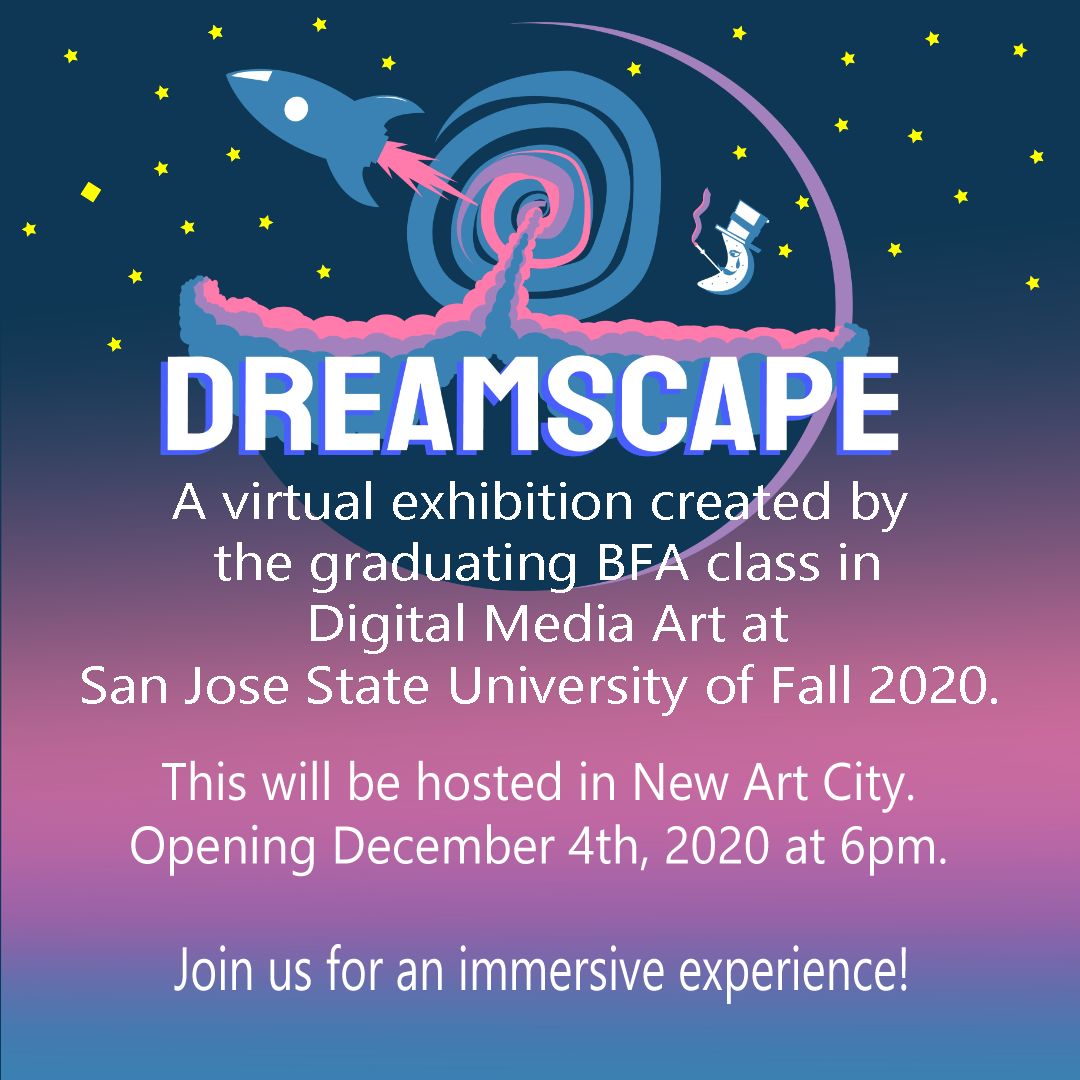 DREAMSCAPE
A virtual exhibition created by
the graduating BFA class in
Digital Media Art at
San Jose State University of Fall 2020.
This will be hosted in New Art City.
Opening December 4th, 2020 at 6pm.
Join us for an immersive experience!